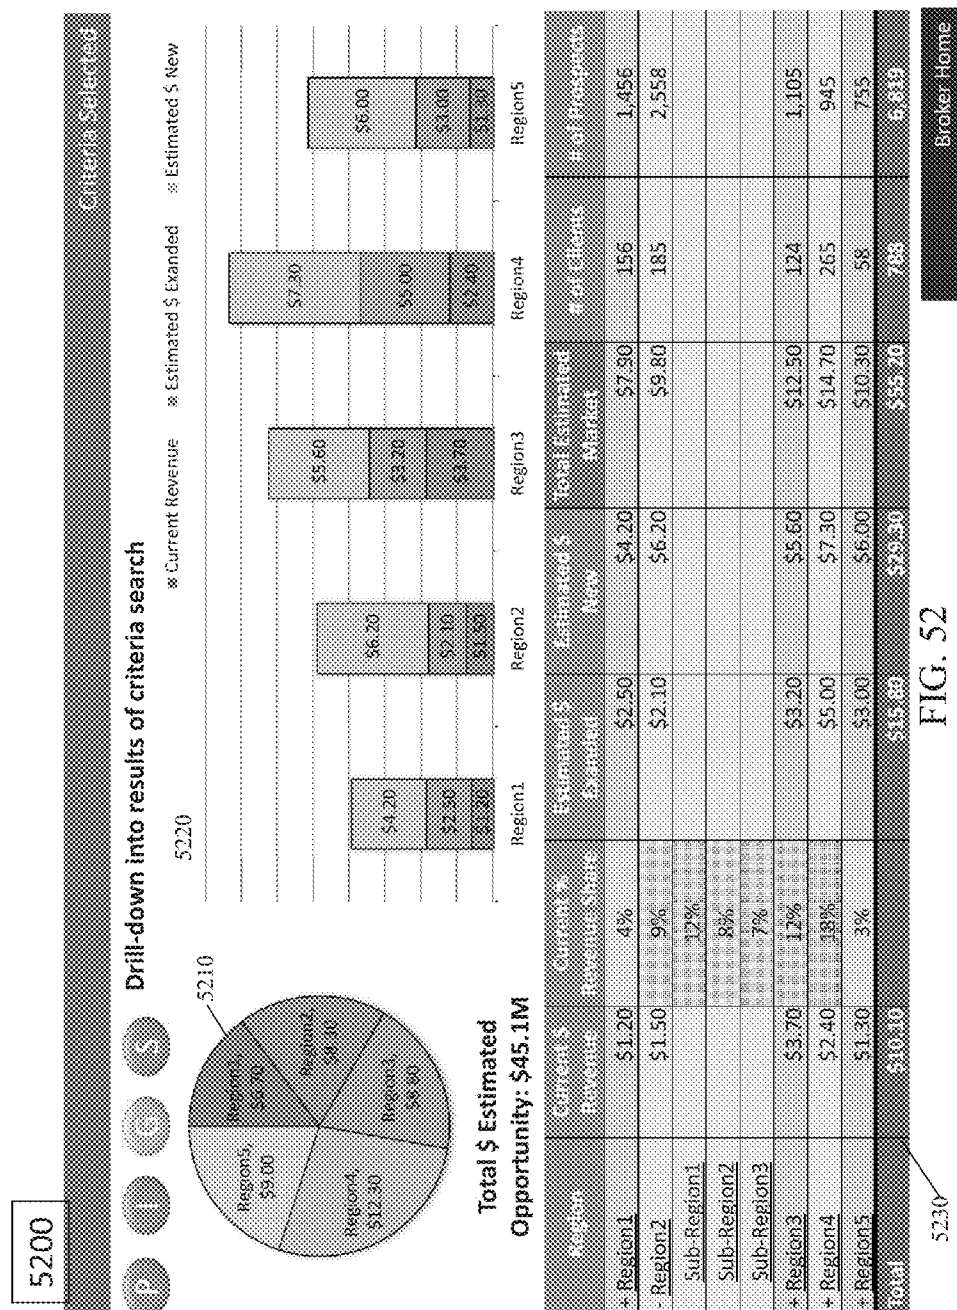 5200
Criteria Selected
P I G S
Drill-down into results of criteria search
5210
5220
Current Revenue Estimated $ Exanded Estimated $ New
Region1,
Region2,
Region3,
Region4, $12.30
Region5, $9.00
Total $ Estimated
Opportunity: $45.1M
$4.20 $6.20 $5.60 $7.30 $6.00
$2.50 $2.10 $3.20 $5.00 $3.00
$1.20 $1.50 $3.70 $2.40 $1.30
Region1 Region2 Region3 Region4 Region5
Region Current $ Revenue Current % Revenue Share Estimated $ Exanded Estimated $ New Total Estimated Market # of Clients # of Prospects
+ Region1 $1.20 4% $2.50 $4.20 $7.90 156 1,456
- Region2 $1.50 9% $2.10 $6.20 $9.80 185 2,558
Sub-Region1 12%
Sub-Region2 8%
Sub-Region3 7%
+ Region3 $3.70 12% $3.20 $5.60 $12.50 124 1,105
+ Region4 $2.40 18% $5.00 $7.30 $14.70 265 945
+ Region5 $1.30 3% $3.00 $6.00 $10.30 58 755
Total $10.10 $15.80 $29.30 $55.20 788 6,819
5230
Broker Home
FIG. 52